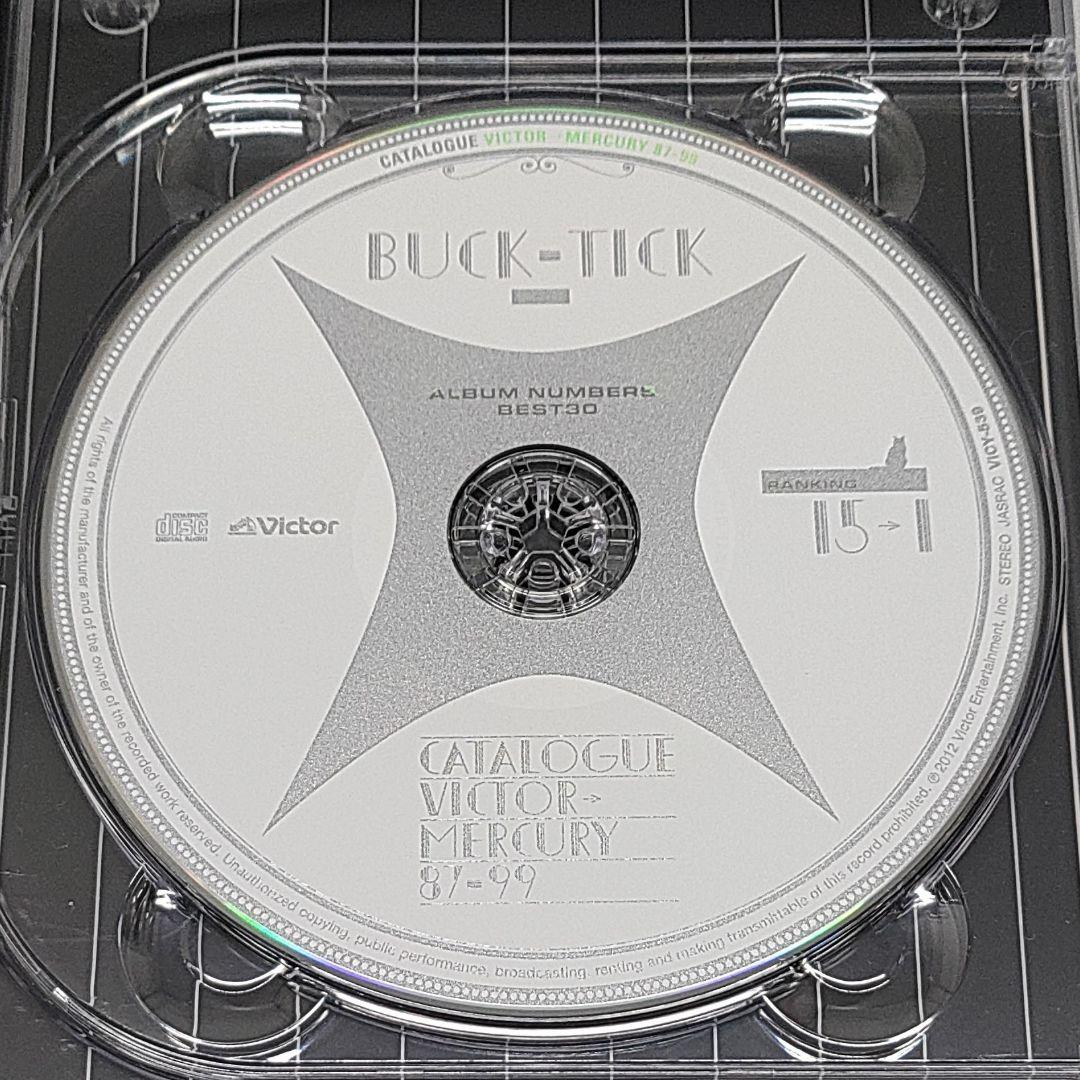 CATALOGUE VICTOR→MERCURY 87-99
BUCK-TICK
ALBUM NUMBERS
BEST30
COMPACT
disc
DIGITAL AUDIO
Victor
RANKING
15→1
CATALOGUE
VICTOR→
MERCURY
87-99
All rights of the manufacturer and of the owner of the recorded work reserved. Unauthorized copying, public performance, broadcasting, renting and making transmittable of this record prohibited. ℗ 2012 Victor Entertainment, Inc. STEREO JASRAC VIOY-539